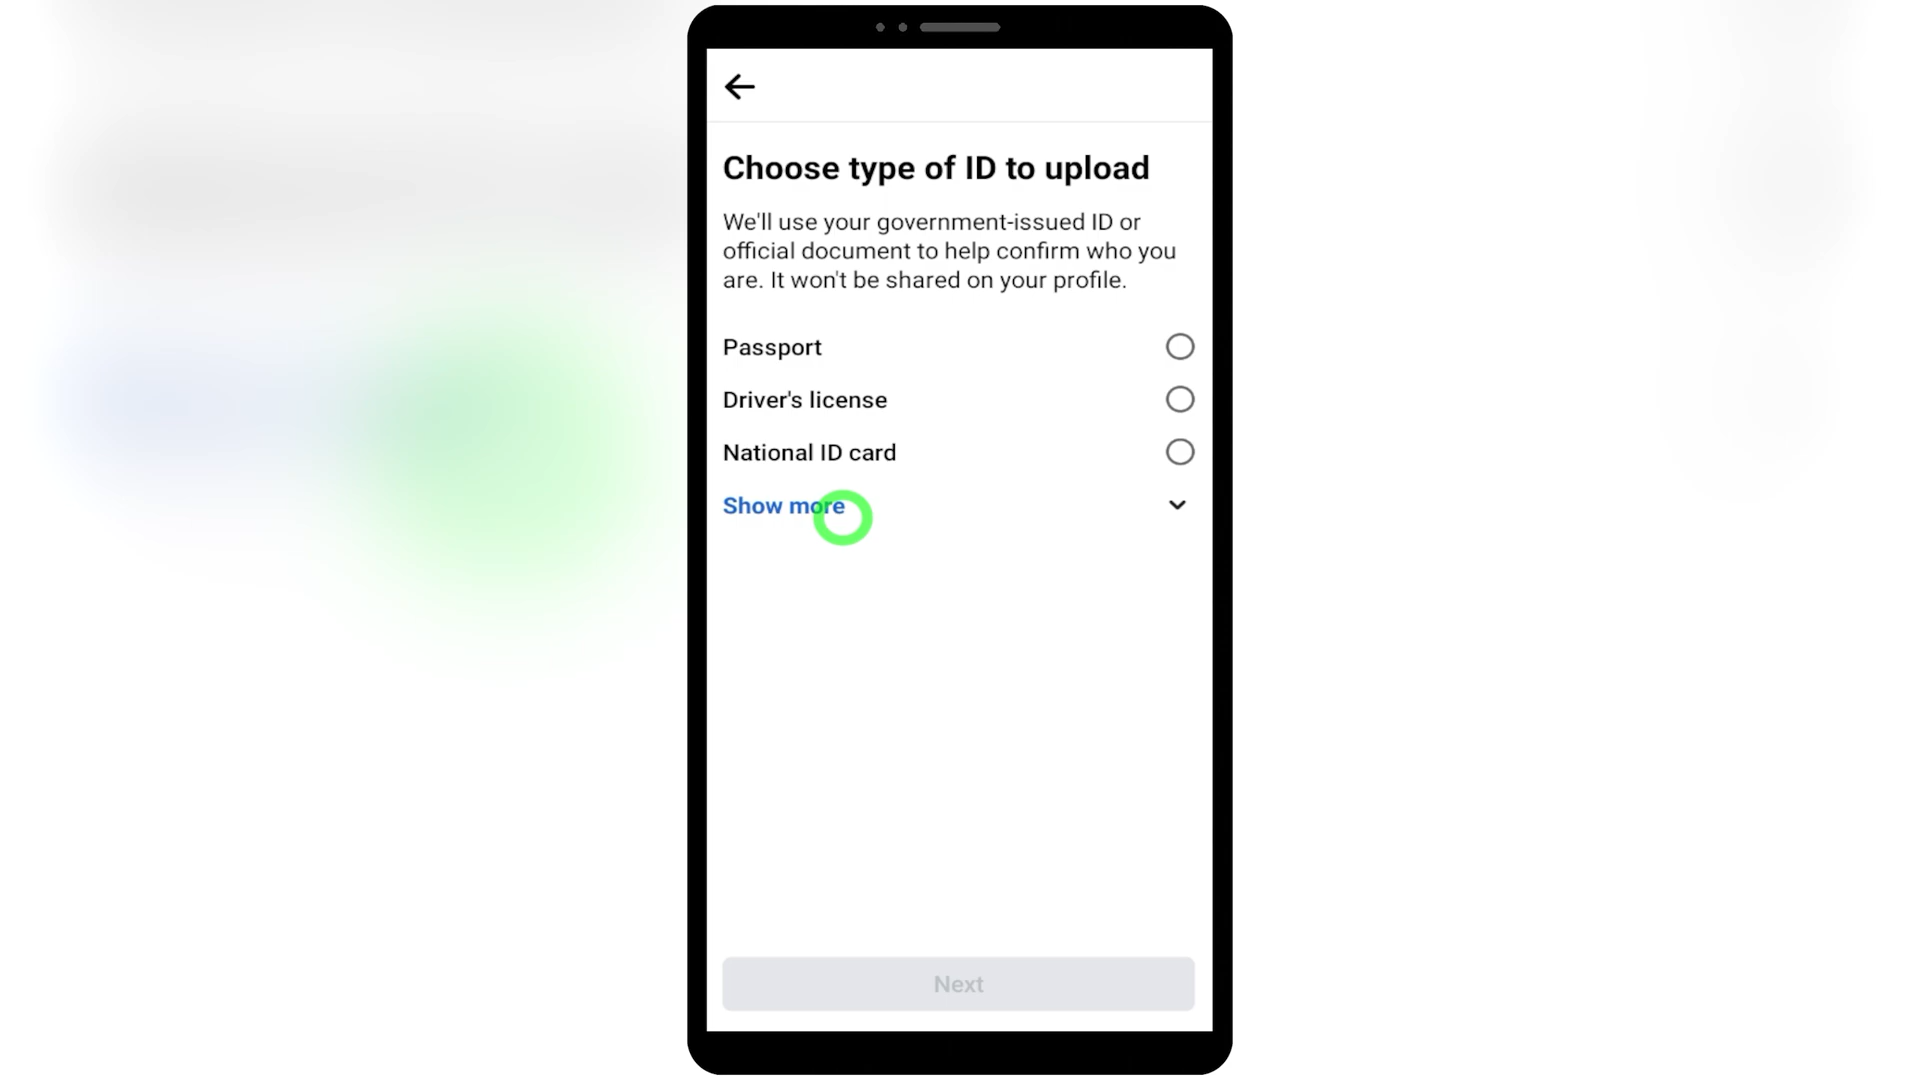 Choose type of ID to upload
We'll use your government-issued ID or
official document to help confirm who you
are. It won't be shared on your profile.
Passport
Driver's license
National ID card
Show more
Next